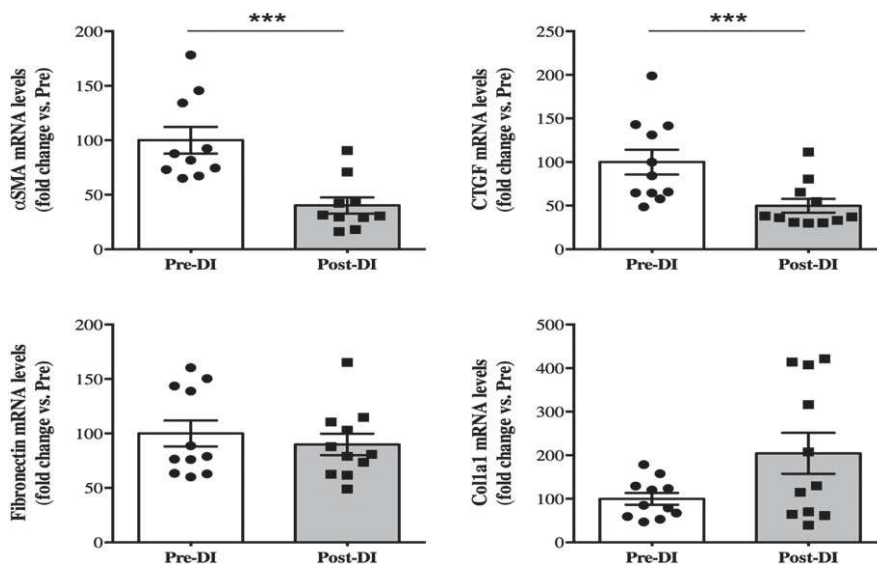 ***
αSMA mRNA levels
(fold change vs. Pre)
200
150
100
50
0
Pre-DI Post-DI
***
CTGF mRNA levels
(fold change vs. Pre)
250
200
150
100
50
0
Pre-DI Post-DI
Fibronectin mRNA levels
(fold change vs. Pre)
200
150
100
50
0
Pre-DI Post-DI
Col1a1 mRNA levels
(fold change vs. Pre)
500
400
300
200
100
0
Pre-DI Post-DI